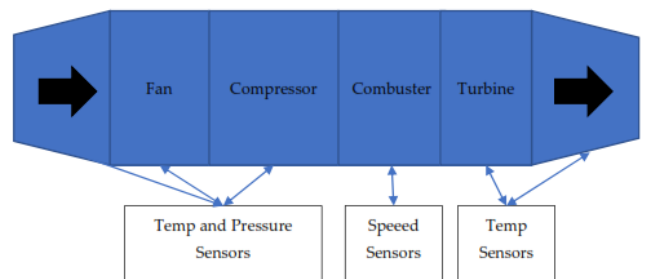 Fan
Compressor
Combuster
Turbine
Temp and Pressure
Sensors
Speeed
Sensors
Temp
Sensors